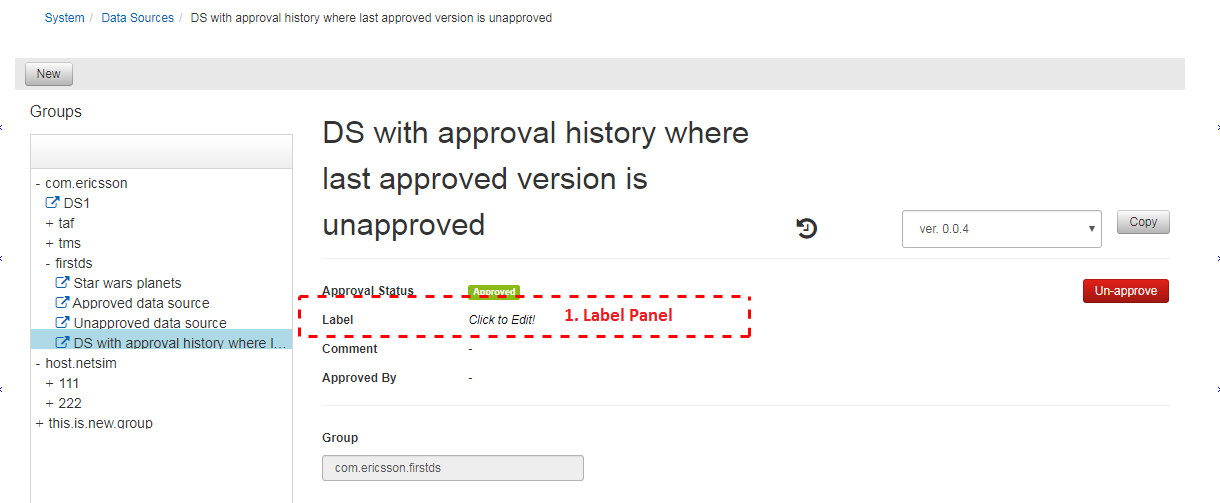 System / Data Sources / DS with approval history where last approved version is unapproved
New
Groups
- com.ericsson
DS1
+ taf
+ tms
- firstds
Star wars planets
Approved data source
Unapproved data source
DS with approval history where l...
- host.netsim
+ 111
+ 222
+ this.is.new.group
DS with approval history where
last approved version is
unapproved
ver. 0.0.4
Copy
Approval Status Approved
Un-approve
Label Click to Edit! 1. Label Panel
Comment -
Approved By -
Group
com.ericsson.firstds